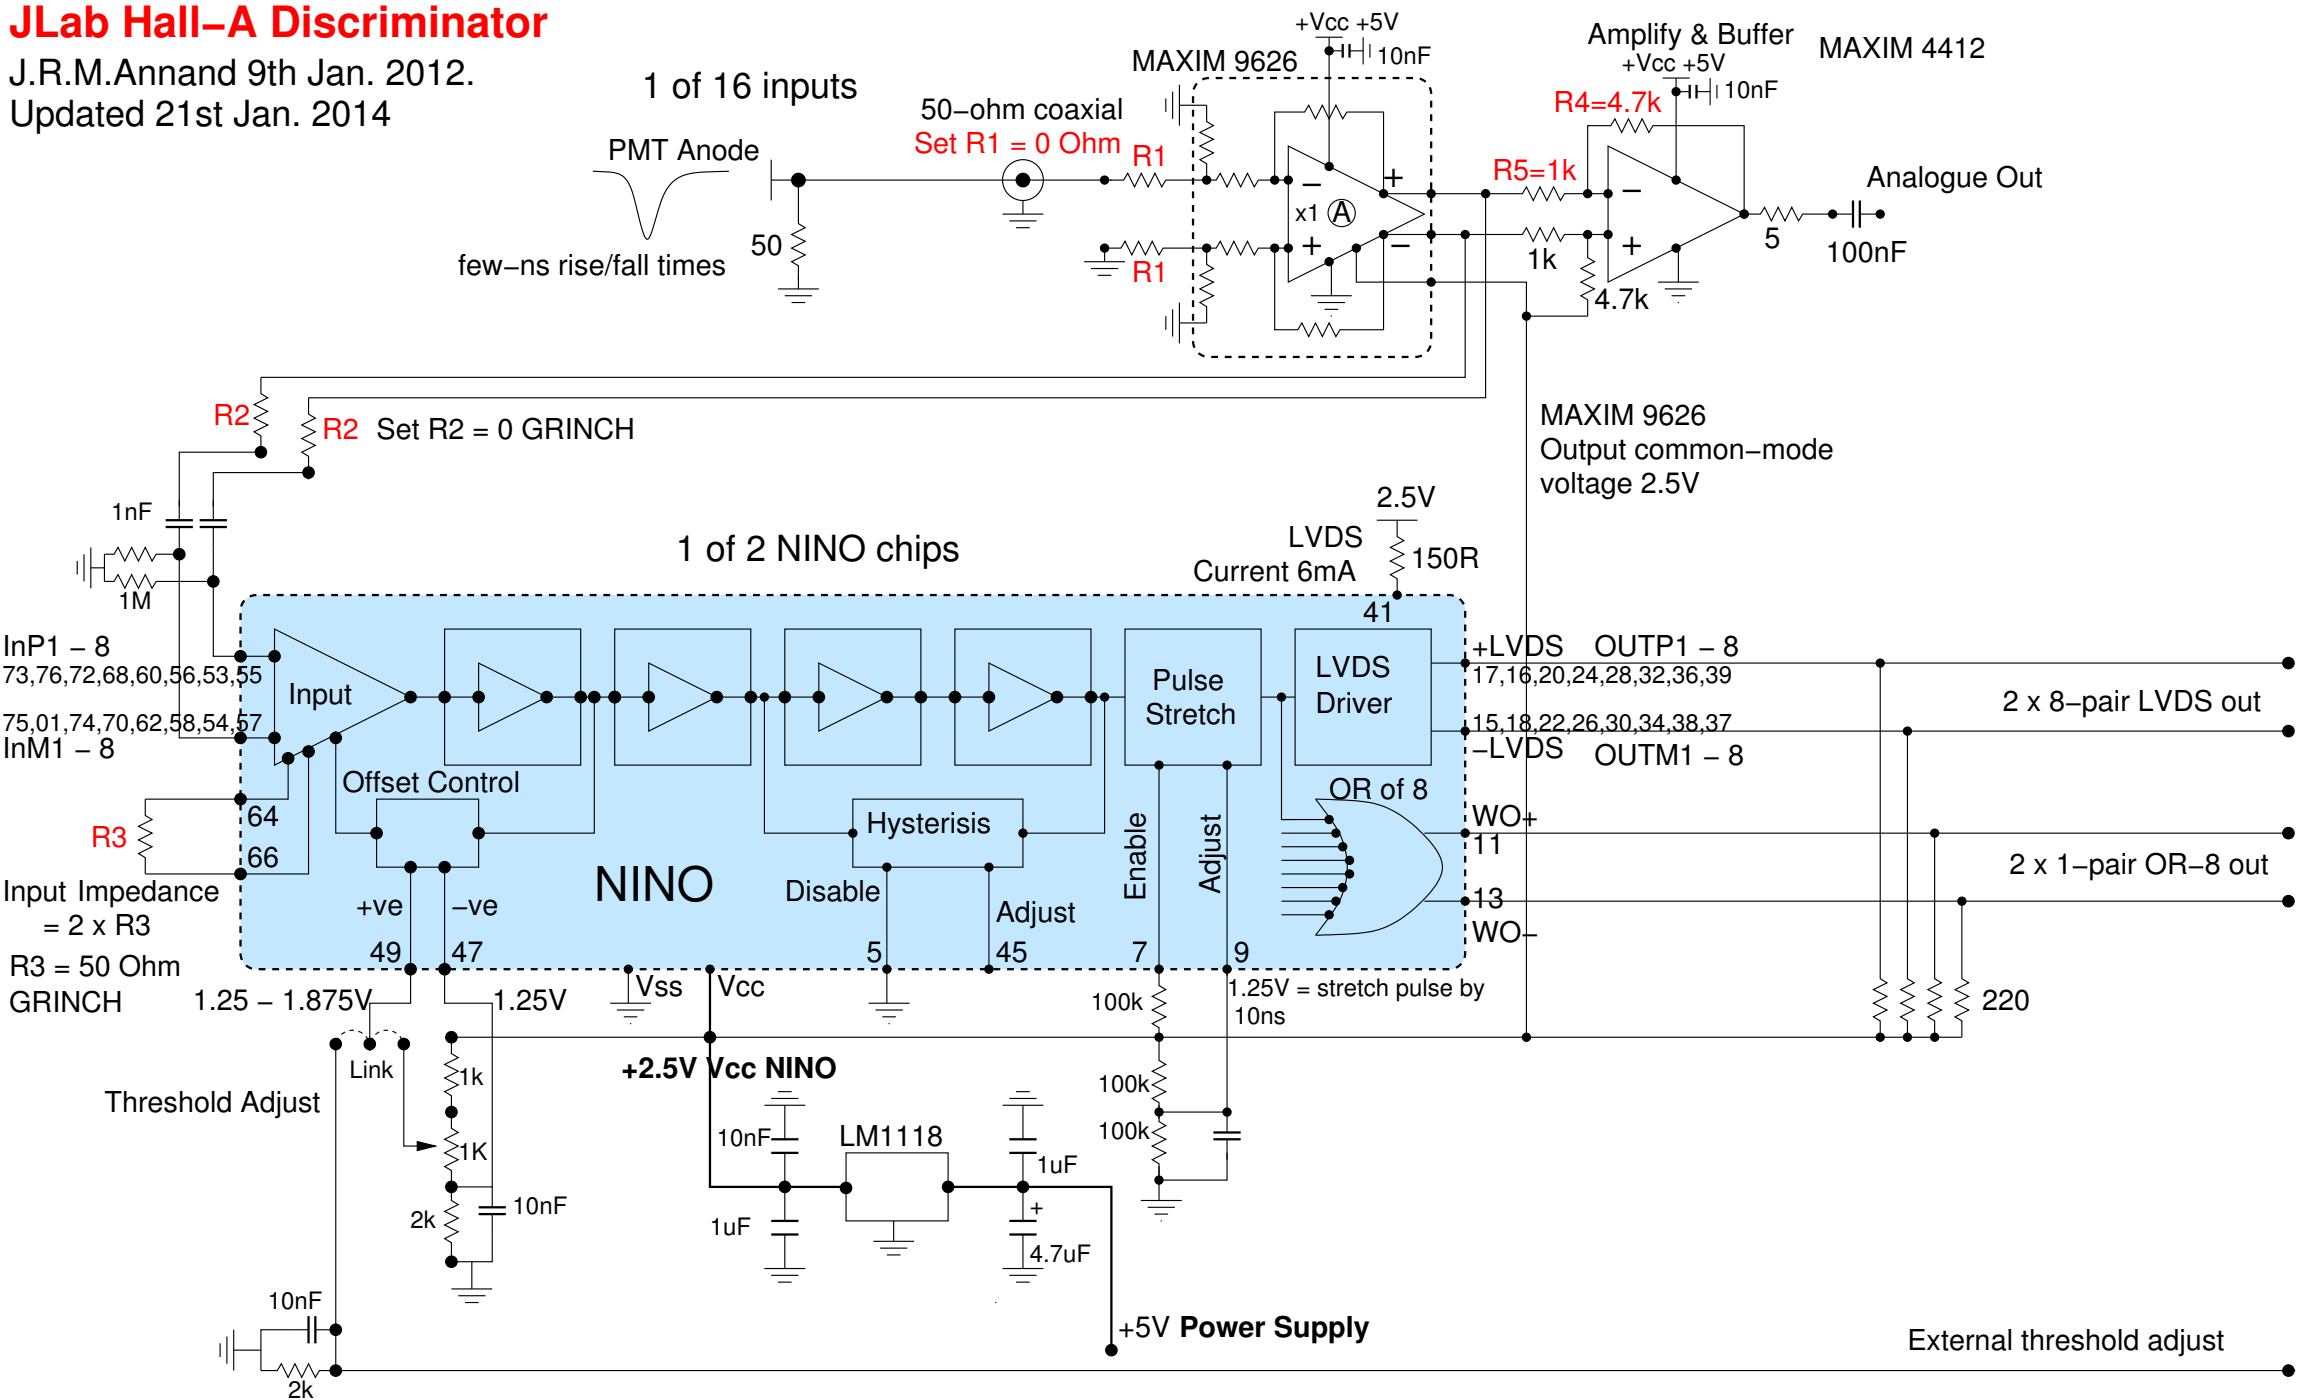 JLab Hall–A Discriminator
J.R.M.Annand 9th Jan. 2012.
Updated 21st Jan. 2014
1 of 16 inputs
PMT Anode
few–ns rise/fall times
50
50–ohm coaxial
Set R1 = 0 Ohm
R1
R1
MAXIM 9626
+Vcc +5V
10nF
–
+
x1 A
+
–
Amplify & Buffer
MAXIM 4412
+Vcc +5V
10nF
R4=4.7k
R5=1k
–
+
1k
4.7k
5
100nF
Analogue Out
R2
R2
Set R2 = 0 GRINCH
MAXIM 9626
Output common–mode
voltage 2.5V
1nF
1M
1 of 2 NINO chips
2.5V
LVDS
Current 6mA
150R
41
InP1 – 8
73,76,72,68,60,56,53,55
75,01,74,70,62,58,54,57
InM1 – 8
Input
Pulse
Stretch
LVDS
Driver
+LVDS
OUTP1 – 8
17,16,20,24,28,32,36,39
15,18,22,26,30,34,38,37
–LVDS
OUTM1 – 8
2 x 8–pair LVDS out
Offset Control
64
66
R3
Input Impedance
= 2 x R3
R3 = 50 Ohm
GRINCH
+ve
–ve
49
47
NINO
Hysterisis
Disable
Adjust
5
45
Enable
Adjust
7
9
OR of 8
WO+
11
13
WO–
2 x 1–pair OR–8 out
1.25 – 1.875V
1.25V
Vss
Vcc
100k
1.25V = stretch pulse by
10ns
220
Link
1k
+2.5V Vcc NINO
100k
Threshold Adjust
1K
10nF
LM1118
1uF
100k
2k
10nF
1uF
+
4.7uF
10nF
2k
+5V Power Supply
External threshold adjust